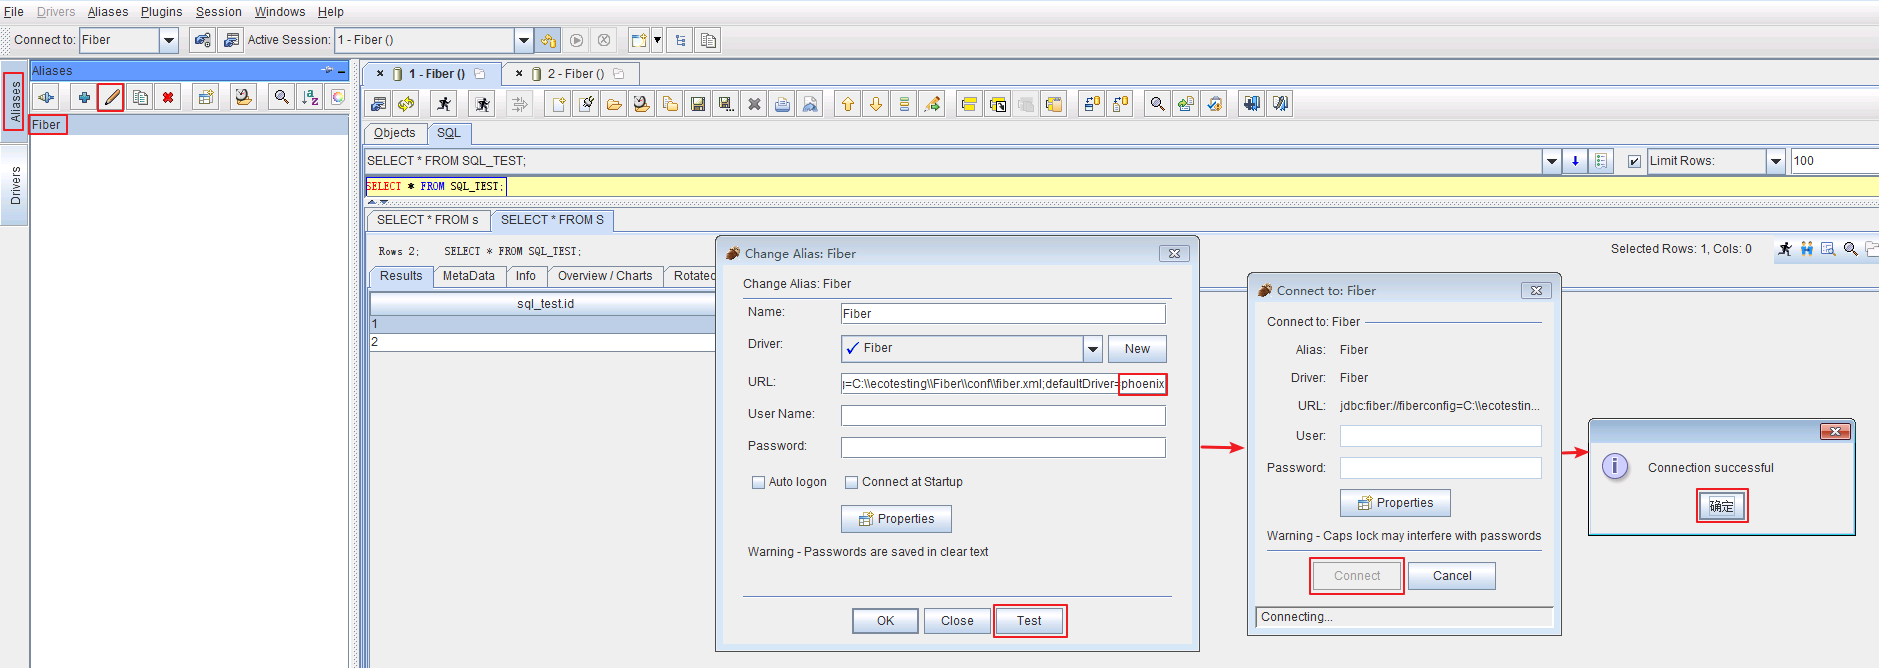 File Drivers Aliases Plugins Session Windows Help
Connect to: Fiber Active Session: 1 - Fiber ()
Aliases
Aliases
Drivers
Fiber
1 - Fiber () 2 - Fiber ()
Objects SQL
SELECT * FROM SQL_TEST; Limit Rows: 100
SELECT * FROM SQL_TEST;
SELECT * FROM s SELECT * FROM S
Rows 2; SELECT * FROM SQL_TEST;
Selected Rows: 1, Cols: 0
Results MetaData Info Overview / Charts Rotated
sql_test.id
1
2
Change Alias: Fiber
Change Alias: Fiber
Name: Fiber
Driver: Fiber New
URL: =C:\\ecotesting\\Fiber\\conf\\fiber.xml;defaultDriver=phoenix
User Name:
Password:
Auto logon Connect at Startup
Properties
Warning - Passwords are saved in clear text
OK Close Test
Connect to: Fiber
Connect to: Fiber
Alias: Fiber
Driver: Fiber
URL: jdbc:fiber://fiberconfig=C:\\ecotestin...
User:
Password:
Properties
Warning - Caps lock may interfere with passwords
Connect Cancel
Connecting...
Connection successful
确定